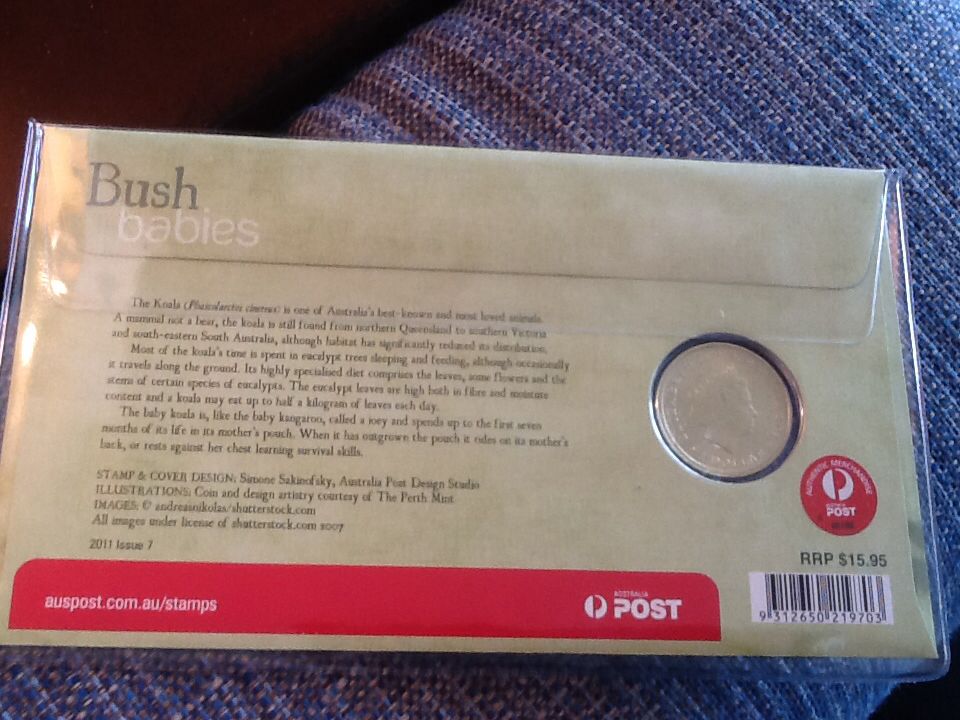 Bush
babies
The Koala (Phascolarctos cinereus) is one of Australia's best-known and most loved animals.
A mammal not a bear, the koala is still found from northern Queensland to southern Victoria
and south-eastern South Australia, although habitat has significantly reduced its distribution.
Most of the koala's time is spent in eucalypt trees sleeping and feeding, although occasionally
it travels along the ground. Its highly specialised diet comprises the leaves, some flowers and the
stems of certain species of eucalypts. The eucalypt leaves are high both in fibre and moisture
content and a koala may eat up to half a kilogram of leaves each day.
The baby koala is, like the baby kangaroo, called a joey and spends up to the first seven
months of its life in its mother's pouch. When it has outgrown the pouch it rides on its mother's
back, or rests against her chest learning survival skills.
STAMP & COVER DESIGN: Simone Sakinofsky, Australia Post Design Studio
ILLUSTRATIONS: Coin and design artistry courtesy of The Perth Mint
IMAGES: © andreasnikolas/shutterstock.com
All images under license of shutterstock.com 2007
2011 Issue 7
AUTHENTIC MERCHANDISE
AUSTRALIA
POST
RRP $15.95
9 312650 219703
auspost.com.au/stamps
AUSTRALIA
POST